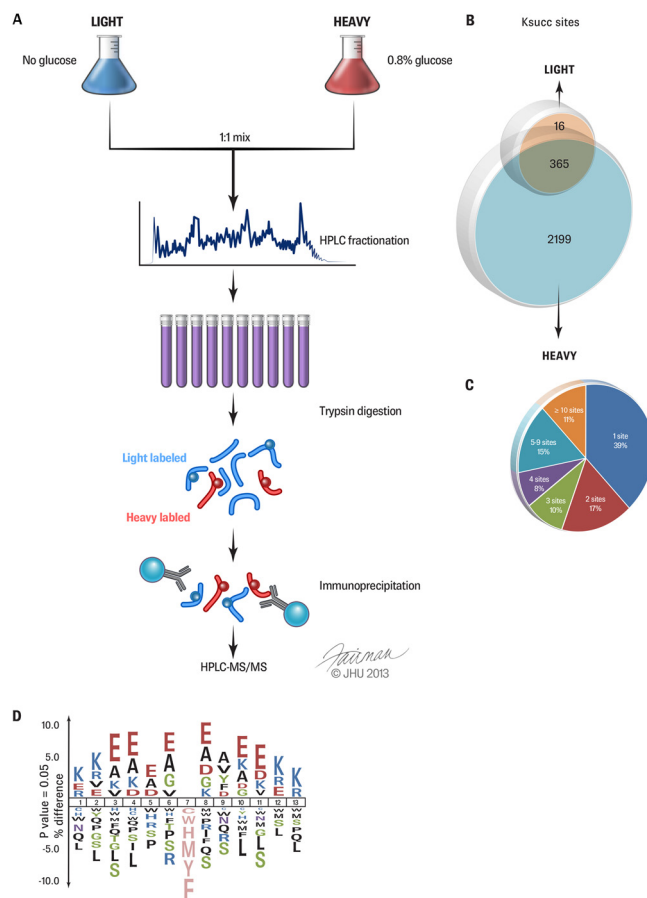 A
LIGHT
HEAVY
No glucose
0.8% glucose
1:1 mix
HPLC fractionation
Trypsin digestion
Light labeled
Heavy labled
Immunoprecipitation
HPLC-MS/MS
Fairman
© JHU 2013
B
Ksucc sites
LIGHT
16
365
2199
HEAVY
C
≥ 10 sites
11%
1 site
39%
5-9 sites
15%
4 sites
8%
3 sites
10%
2 sites
17%
D
P value = 0.05
% difference
10.0
5.0
0.0
-5.0
-10.0
K E R
K R V E
E A K V
E A K D
E A D
E A G V
E A D G K
A V Y F D
E K A D G
E D K V
K R E
K R
1 2 3 4 5 6 7 8 9 10 11 12 13
W N Q L
Y Q P G S L
F Q T G L S
Q P S I L
W H R S P
F T P S R
C W H M Y F
W P R I F Q S
W N Q R S
W M F L
W N M G L S
W M S L
W M S P Q L